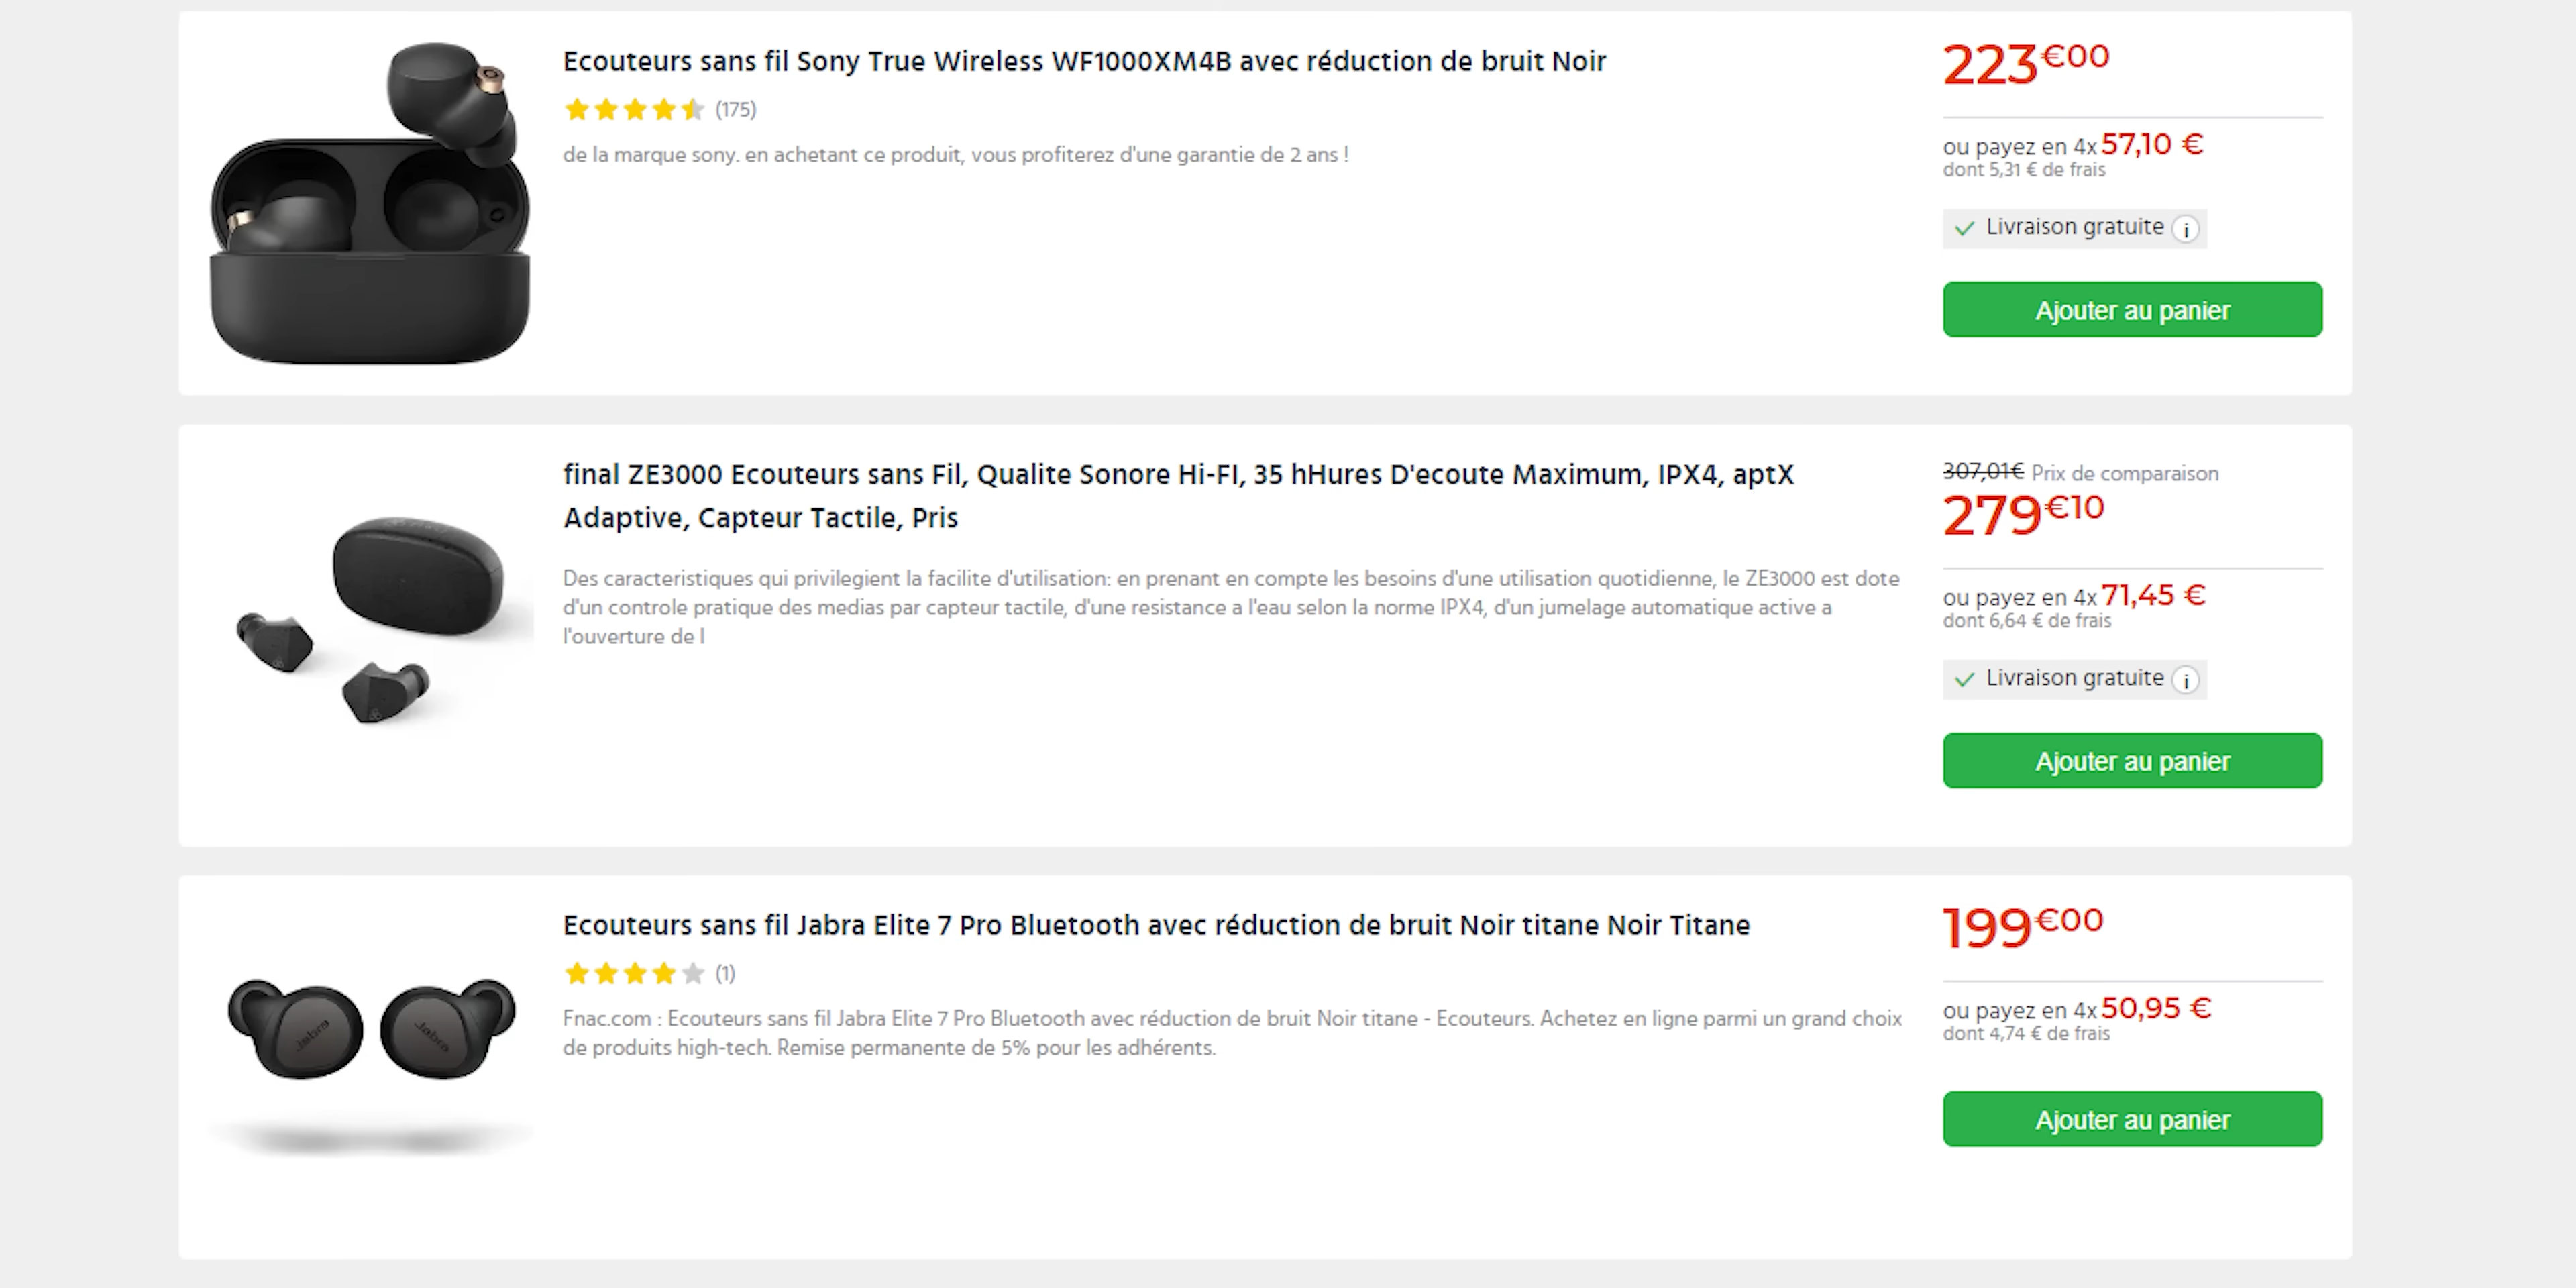 Ecouteurs sans fil Sony True Wireless WF1000XM4B avec réduction de bruit Noir
(175)
de la marque sony. en achetant ce produit, vous profiterez d'une garantie de 2 ans !
223€00
ou payez en 4x 57,10 €
dont 5,31 € de frais
Livraison gratuite i
Ajouter au panier
final ZE3000 Ecouteurs sans Fil, Qualite Sonore Hi-FI, 35 hHures D'ecoute Maximum, IPX4, aptX
Adaptive, Capteur Tactile, Pris
Des caracteristiques qui privilegient la facilite d'utilisation: en prenant en compte les besoins d'une utilisation quotidienne, le ZE3000 est dote
d'un controle pratique des medias par capteur tactile, d'une resistance a l'eau selon la norme IPX4, d'un jumelage automatique active a
l'ouverture de l
307,01€ Prix de comparaison
279€10
ou payez en 4x 71,45 €
dont 6,64 € de frais
Livraison gratuite i
Ajouter au panier
Ecouteurs sans fil Jabra Elite 7 Pro Bluetooth avec réduction de bruit Noir titane Noir Titane
(1)
Fnac.com : Ecouteurs sans fil Jabra Elite 7 Pro Bluetooth avec réduction de bruit Noir titane - Ecouteurs. Achetez en ligne parmi un grand choix
de produits high-tech. Remise permanente de 5% pour les adhérents.
Jabra
Jabra
199€00
ou payez en 4x 50,95 €
dont 4,74 € de frais
Ajouter au panier